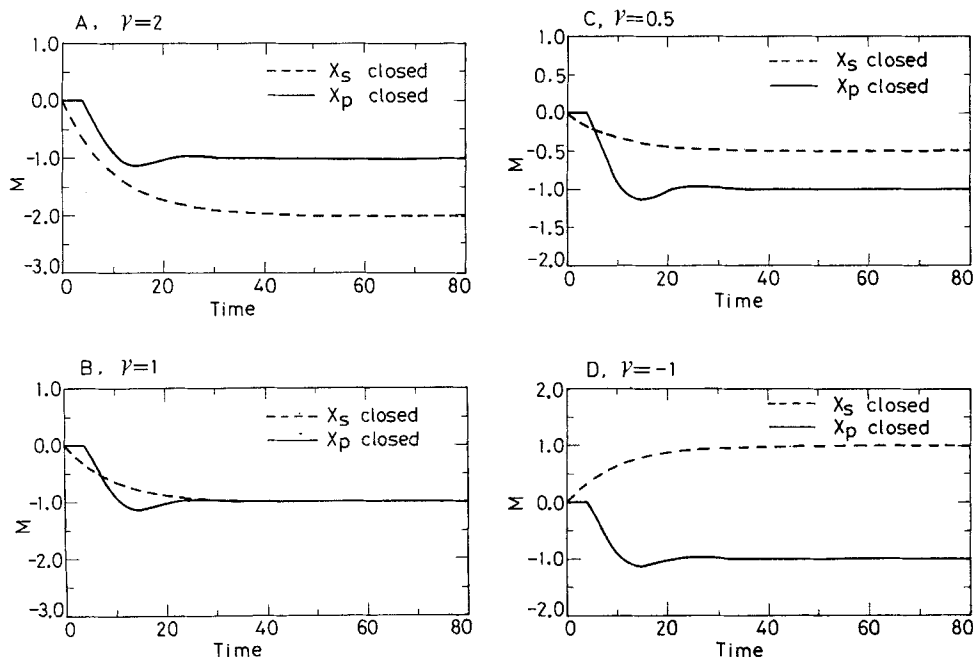 A, γ=2
1.0
0.0
-1.0
-2.0
-3.0
M
Xs closed
Xp closed
0 20 40 60 80
Time
C, γ=0.5
1.0
0.5
0.0
-0.5
-1.0
-1.5
-2.0
M
Xs closed
Xp closed
0 20 40 60 80
Time
B, γ=1
1.0
0.0
-1.0
-2.0
-3.0
M
Xs closed
Xp closed
0 20 40 60 80
Time
D, γ=-1
2.0
1.0
0.0
-1.0
-2.0
M
Xs closed
Xp closed
0 20 40 60 80
Time